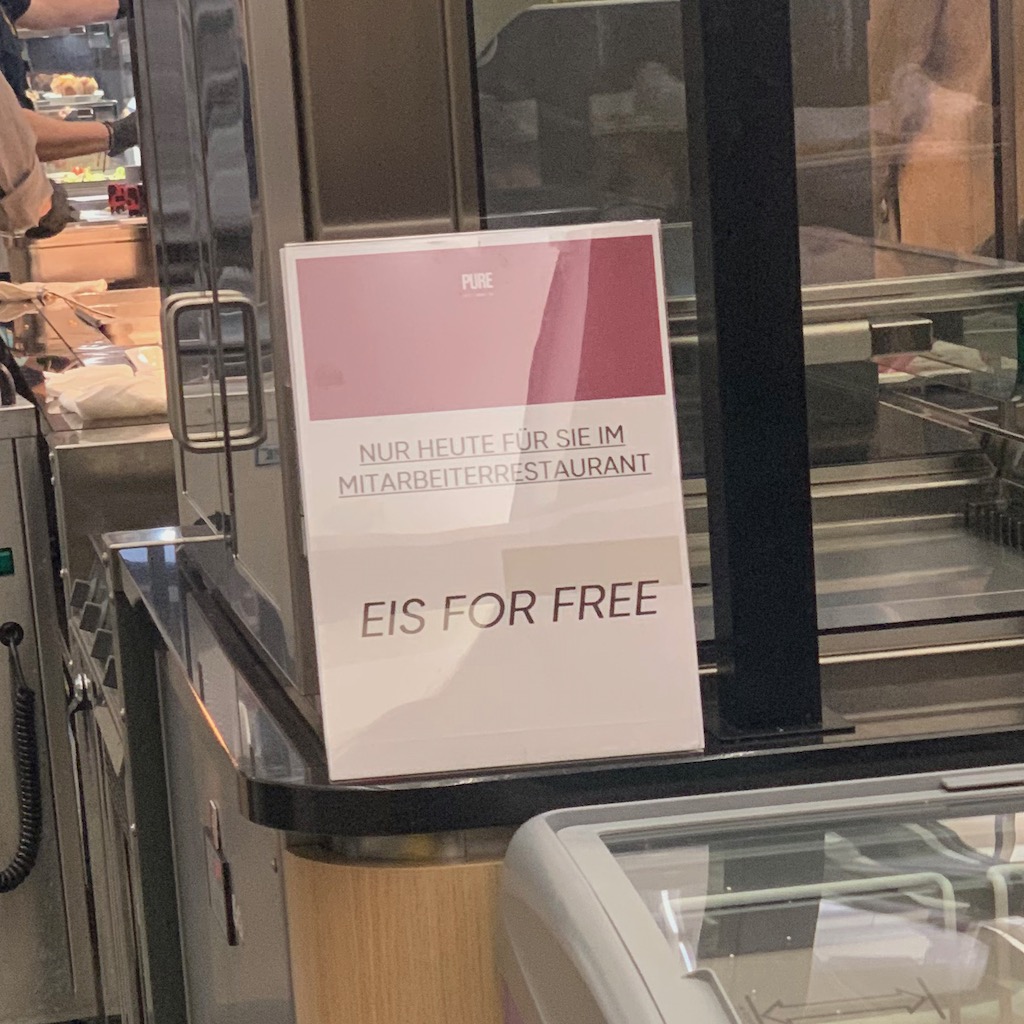 PURE
NUR HEUTE FÜR SIE IM
MITARBEITERRESTAURANT
EIS FOR FREE